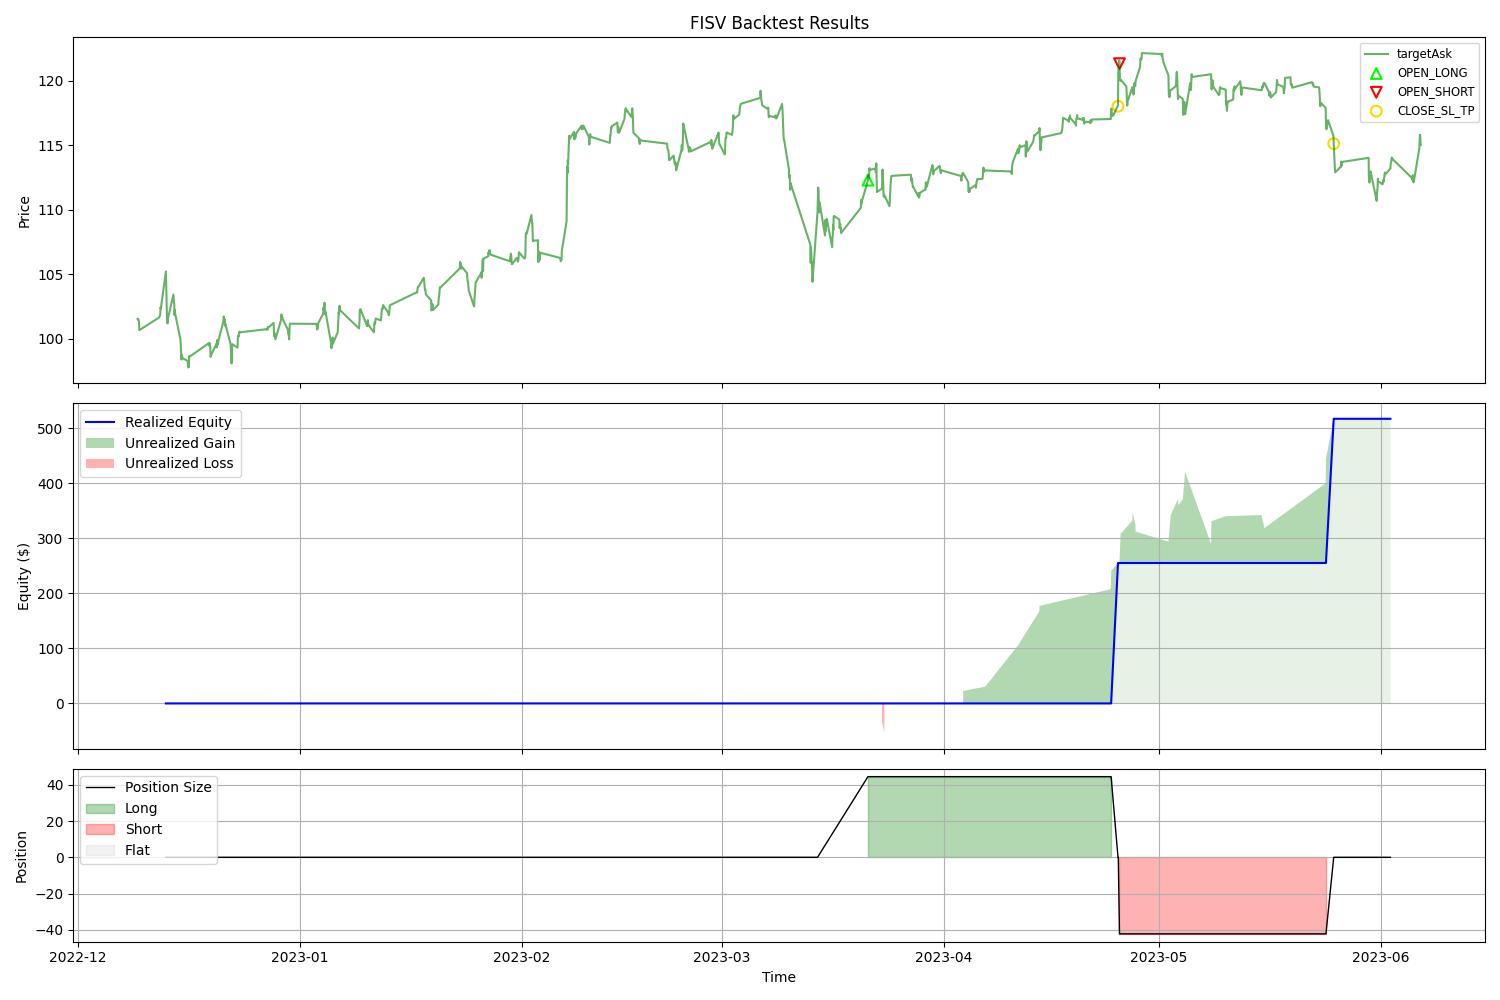 FISV Backtest Results
targetAsk
OPEN_LONG
OPEN_SHORT
CLOSE_SL_TP
Price
120
115
110
105
100
Realized Equity
Unrealized Gain
Unrealized Loss
Equity ($)
500
400
300
200
100
0
Position Size
Long
Short
Flat
Position
40
20
0
−20
−40
2022-12 2023-01 2023-02 2023-03 2023-04 2023-05 2023-06
Time